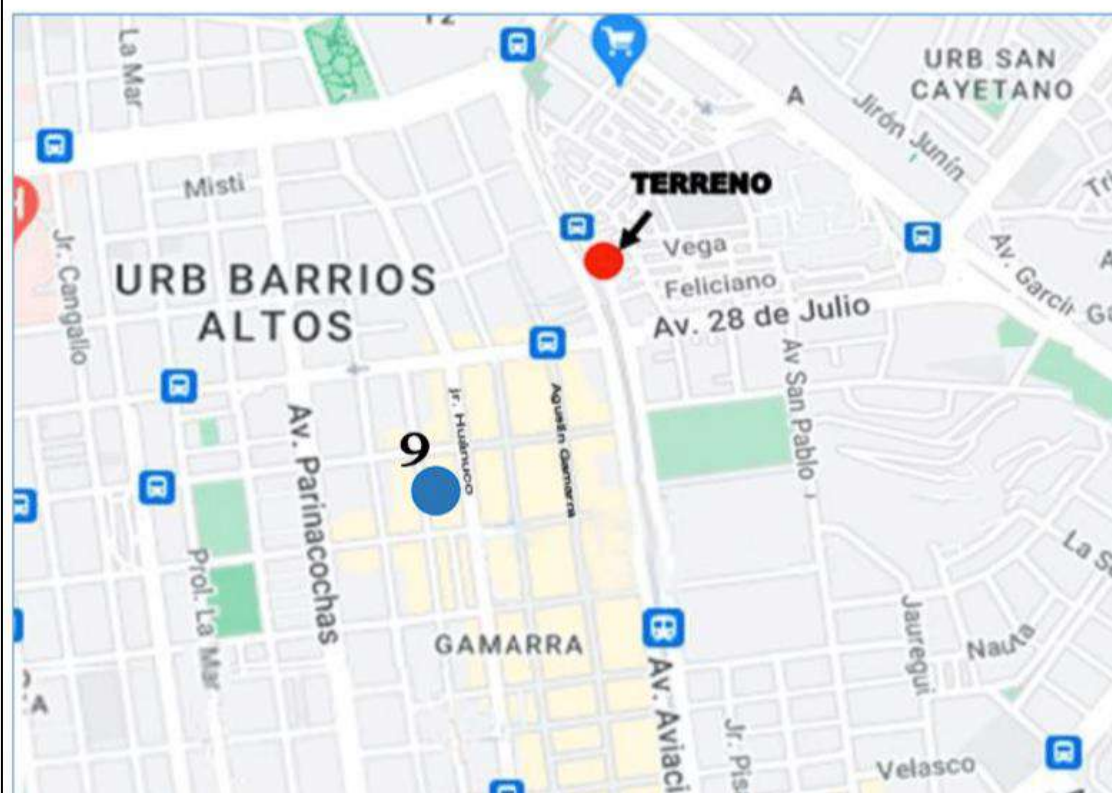 La Mar
URB SAN
CAYETANO
A
Jirón Junín
Misti
TERRENO
Jr. Cangallo
Vega
Feliciano
Av. Garcir
URB BARRIOS
ALTOS
Av. 28 de Julio
Av San Pablo
jr. Huánuco
Agustín Gamarra
Av. Parinacochas
9
Prol. La Mar
GAMARRA
Jauregui
Nauta
Av. Aviaci
Jr. Pis
Velasco